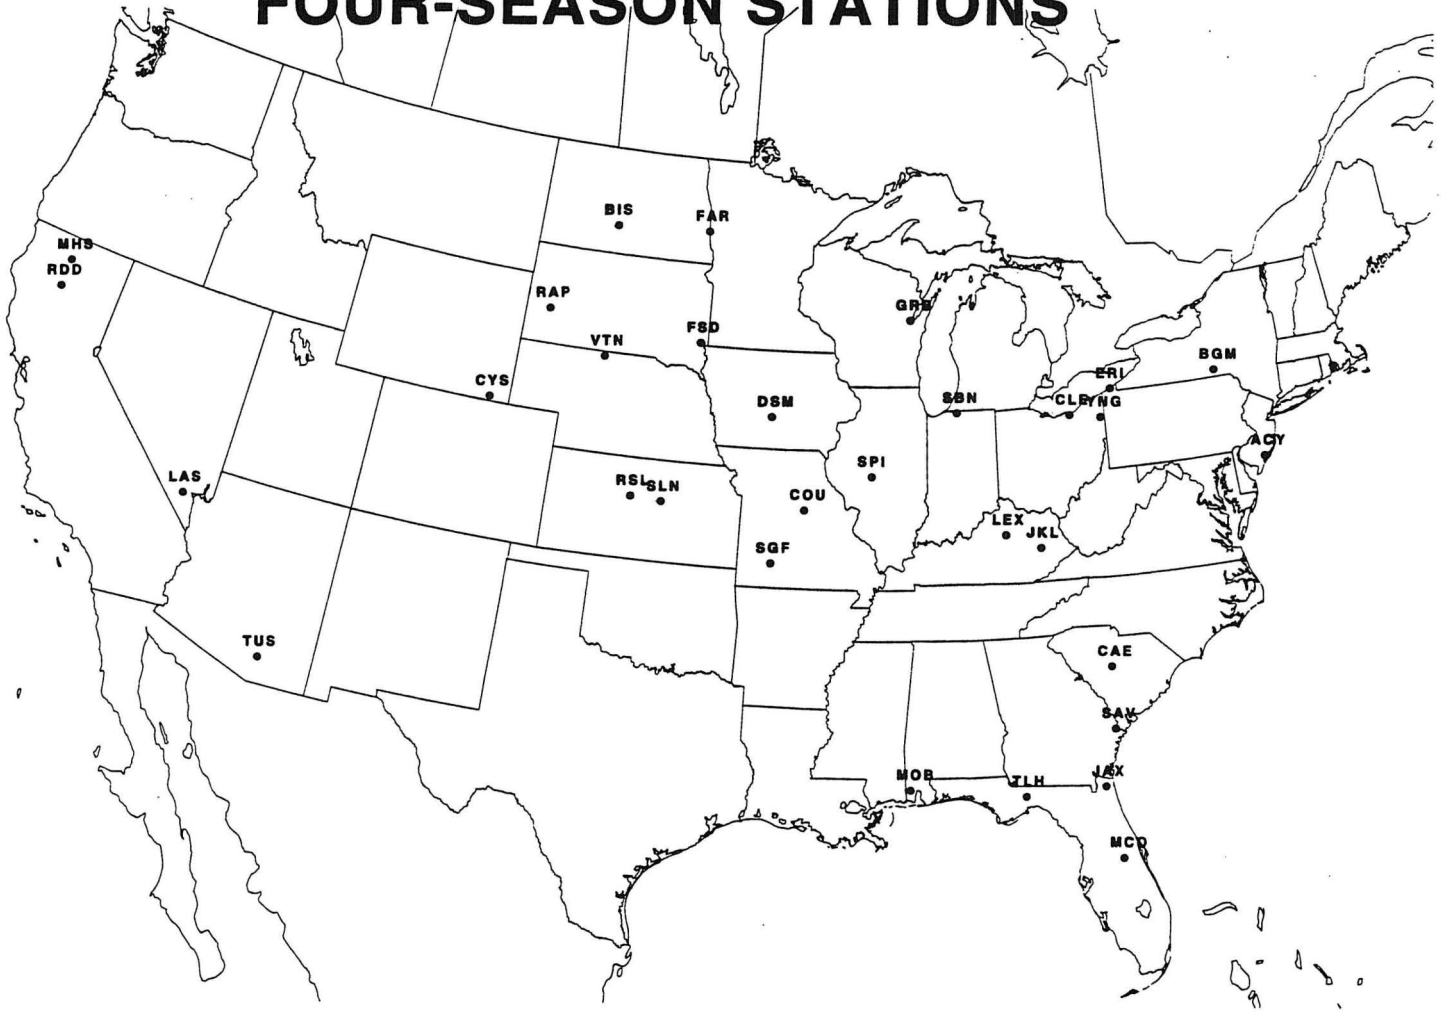 FOUR-SEASON STATIONS
BIS
FAR
MHS
RDD
RAP
GRB
FSD
VTN
BGM
CYS
ERI
DSM
SBN
CLE
YNG
ACY
SPI
LAS
RSL
SLN
COU
LEX
JKL
SGF
TUS
CAE
SAV
MOB
TLH
JAX
MCO